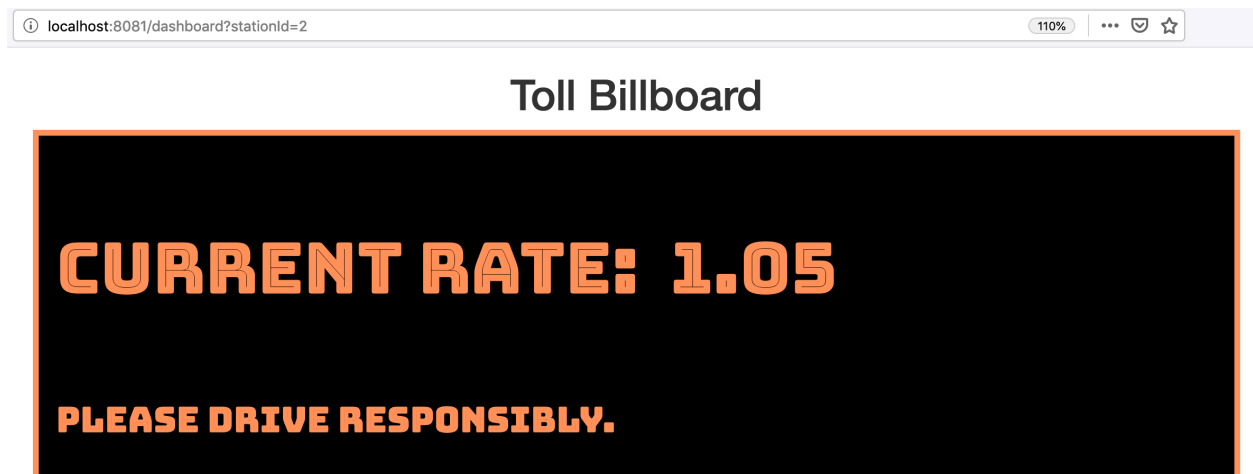 localhost:8081/dashboard?stationId=2 110%
Toll Billboard
CURRENT RATE: 1.05
PLEASE DRIVE RESPONSIBLY.